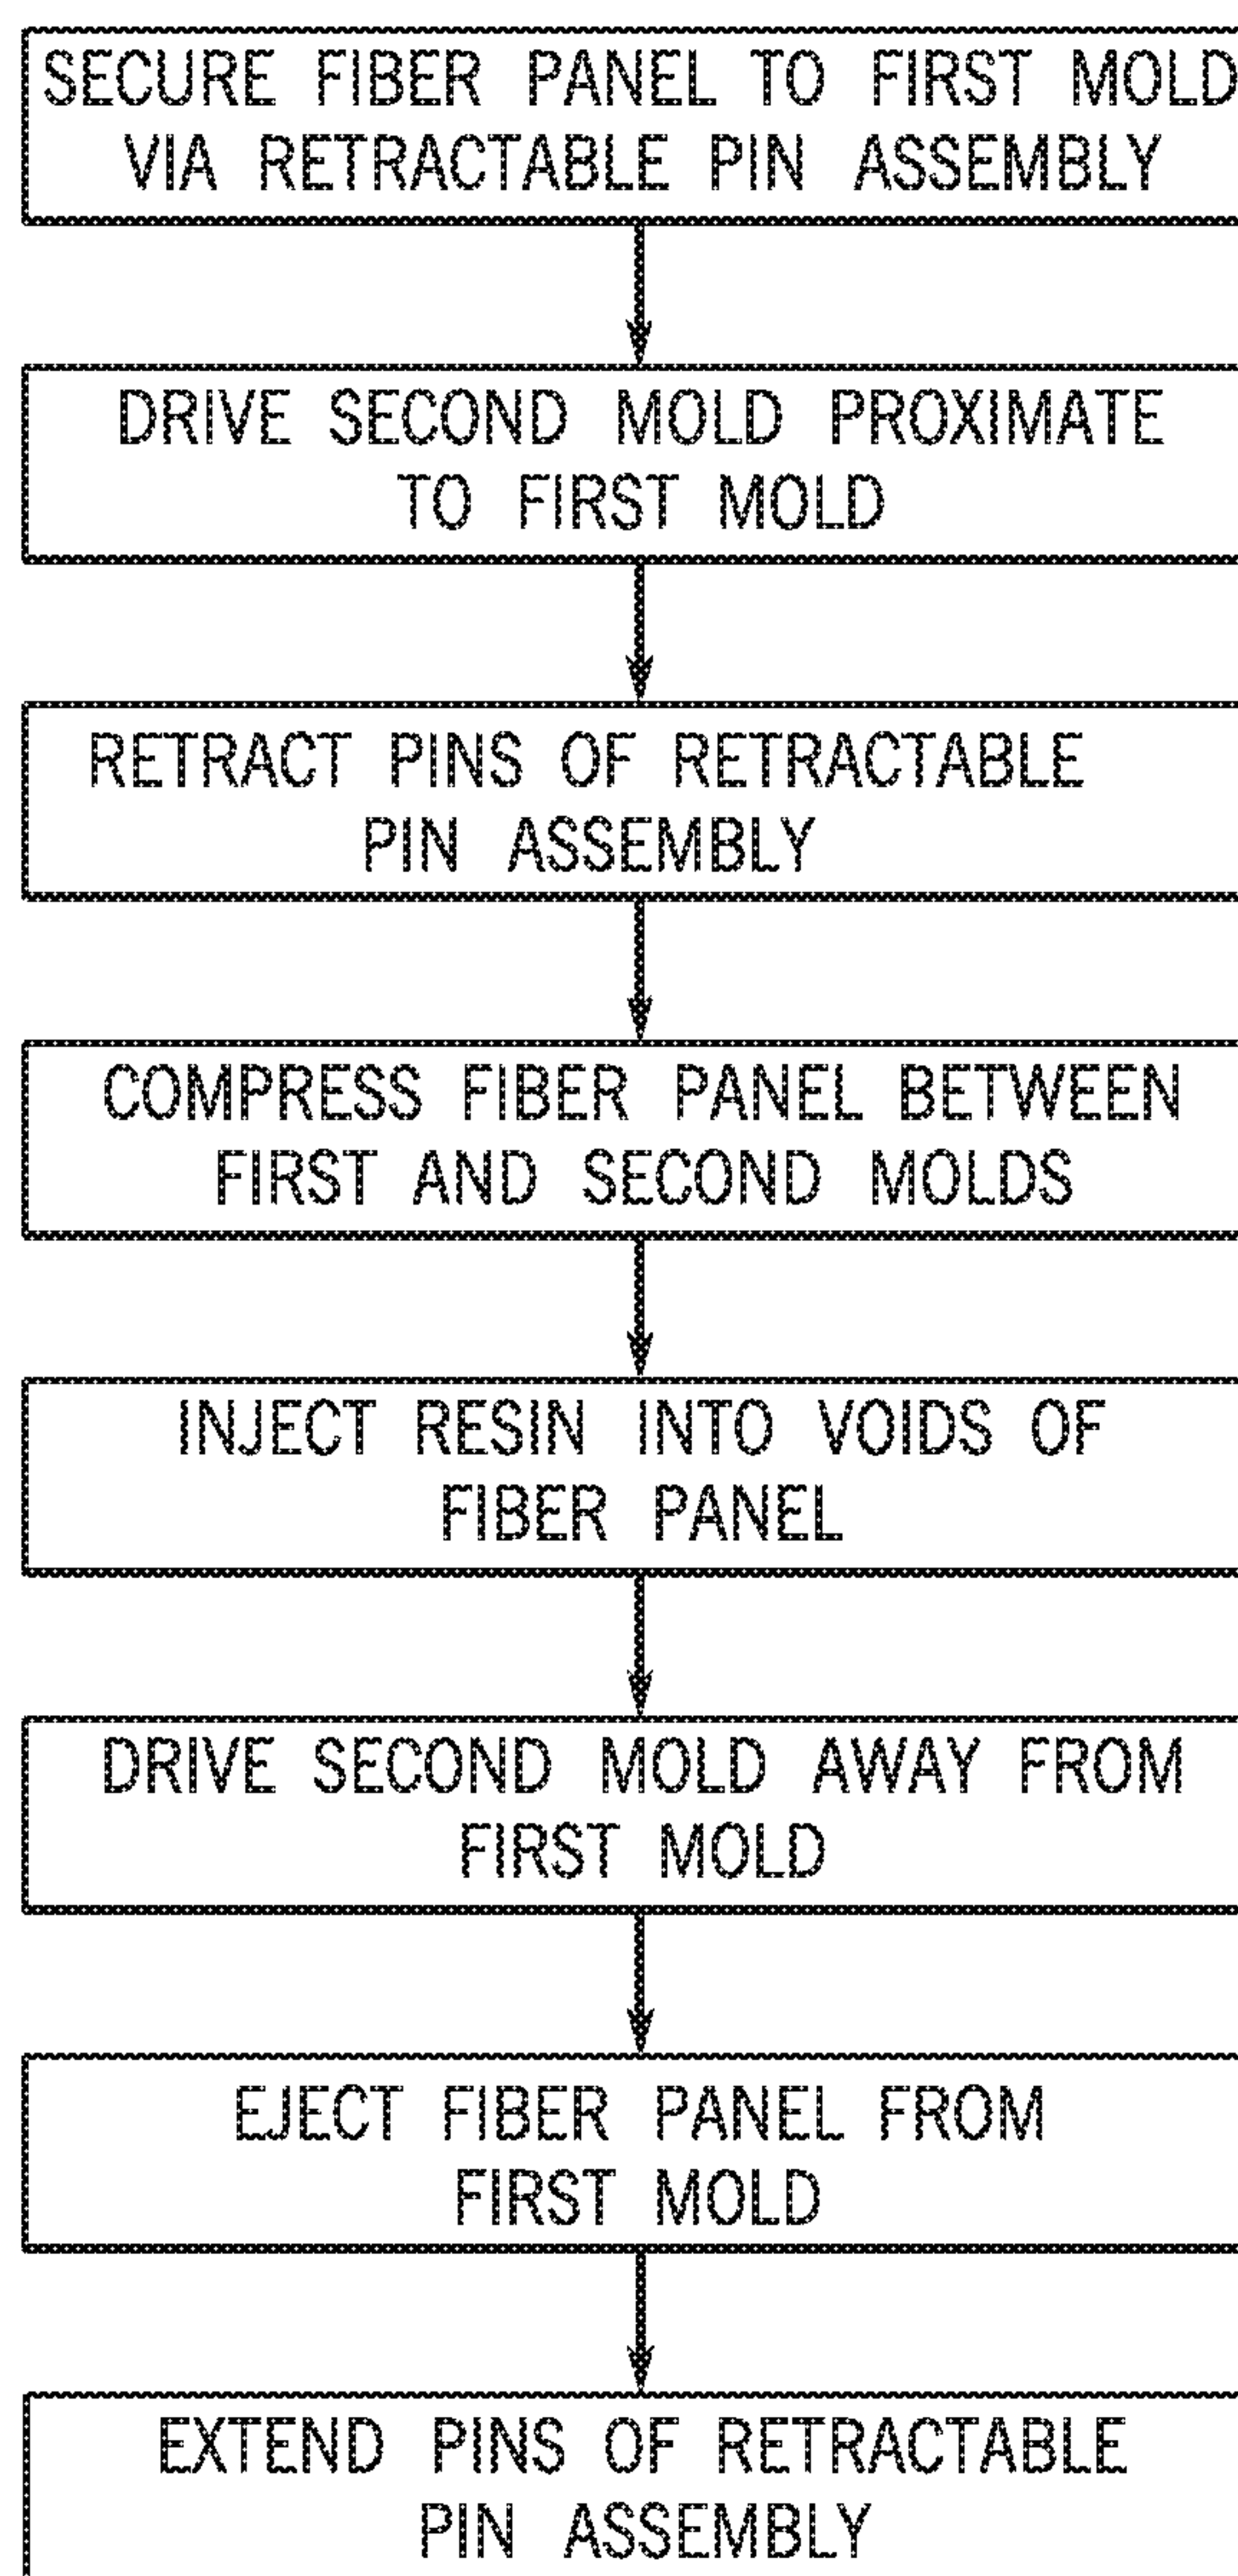 SECURE FIBER PANEL TO FIRST MOLD
VIA RETRACTABLE PIN ASSEMBLY
DRIVE SECOND MOLD PROXIMATE
TO FIRST MOLD
RETRACT PINS OF RETRACTABLE
PIN ASSEMBLY
COMPRESS FIBER PANEL BETWEEN
FIRST AND SECOND MOLDS
INJECT RESIN INTO VOIDS OF
FIBER PANEL
DRIVE SECOND MOLD AWAY FROM
FIRST MOLD
EJECT FIBER PANEL FROM
FIRST MOLD
EXTEND PINS OF RETRACTABLE
PIN ASSEMBLY